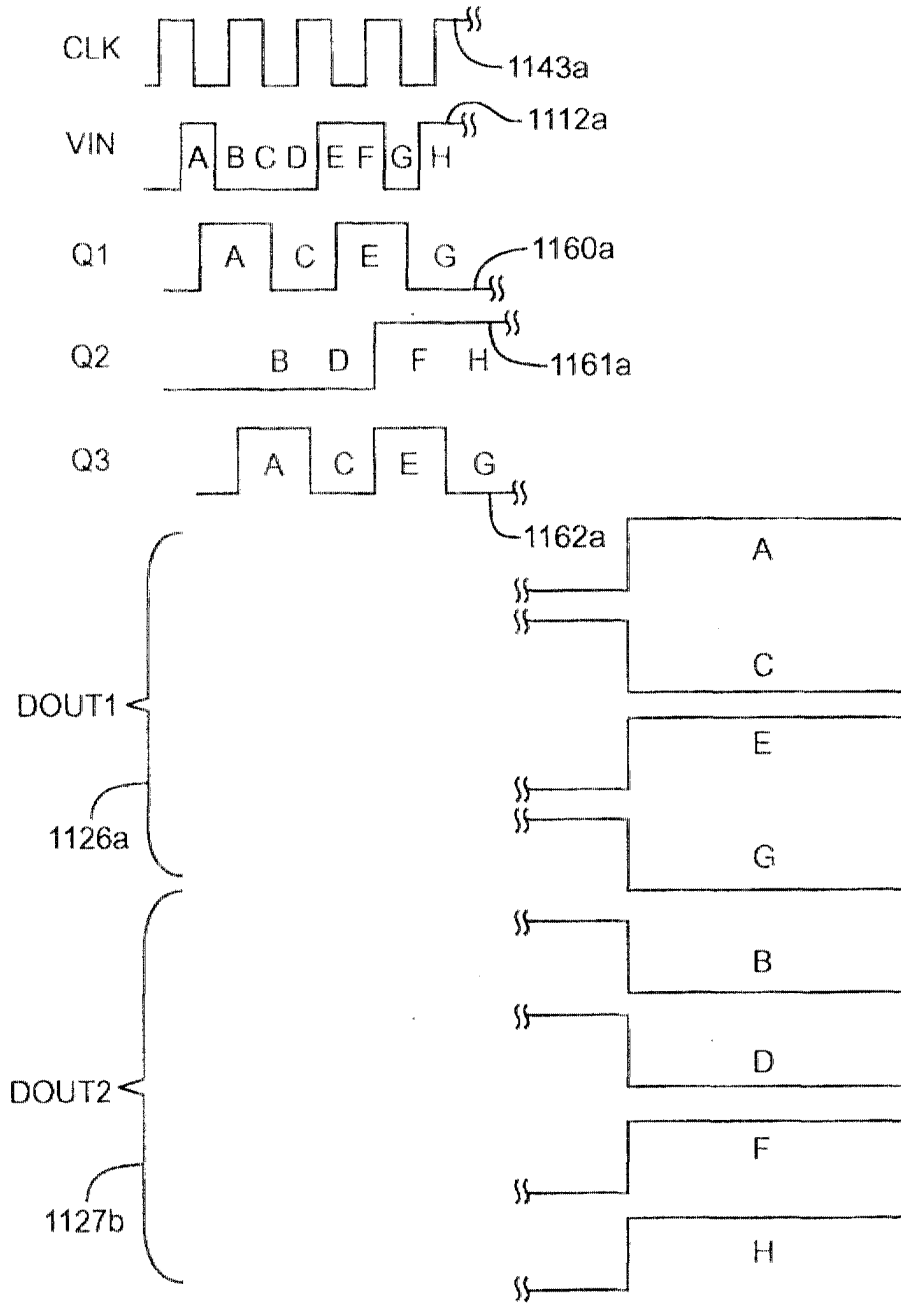 CLK
1143a
VIN
A B C D E F G H
1112a
Q1
A C E G
1160a
Q2
B D F H
1161a
Q3
A C E G
1162a
DOUT1
1126a
A
C
E
G
DOUT2
1127b
B
D
F
H